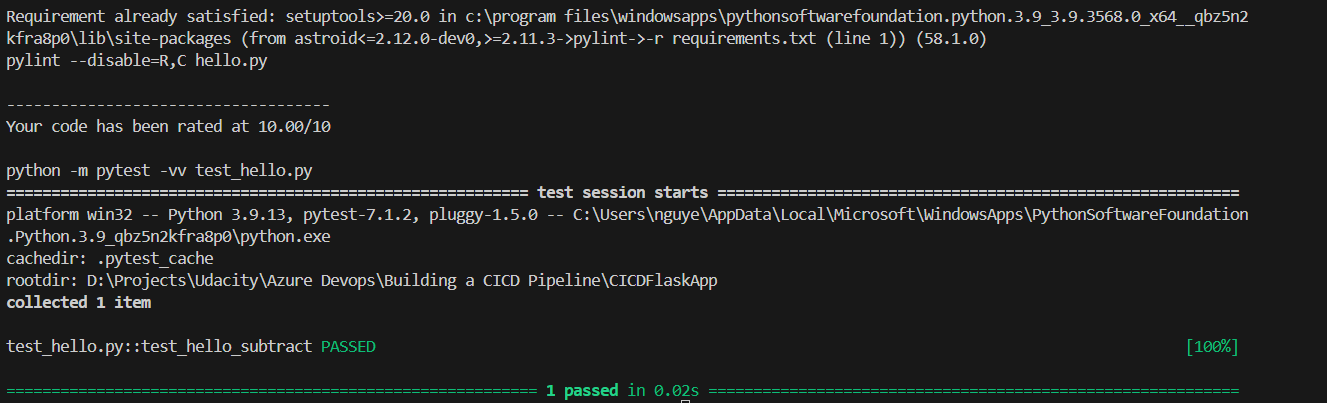 Requirement already satisfied: setuptools>=20.0 in c:\program files\windowsapps\pythonsoftwarefoundation.python.3.9_3.9.3568.0_x64__qbz5n2
kfra8p0\lib\site-packages (from astroid<=2.12.0-dev0,>=2.11.3->pylint->-r requirements.txt (line 1)) (58.1.0)
pylint --disable=R,C hello.py
------------------------------------
Your code has been rated at 10.00/10
python -m pytest -vv test_hello.py
========================================================== test session starts ==========================================================
platform win32 -- Python 3.9.13, pytest-7.1.2, pluggy-1.5.0 -- C:\Users\nguye\AppData\Local\Microsoft\WindowsApps\PythonSoftwareFoundation
.Python.3.9_qbz5n2kfra8p0\python.exe
cachedir: .pytest_cache
rootdir: D:\Projects\Udacity\Azure Devops\Building a CICD Pipeline\CICDFlaskApp
collected 1 item
test_hello.py::test_hello_subtract PASSED [100%]
=========================================================== 1 passed in 0.02s ===========================================================